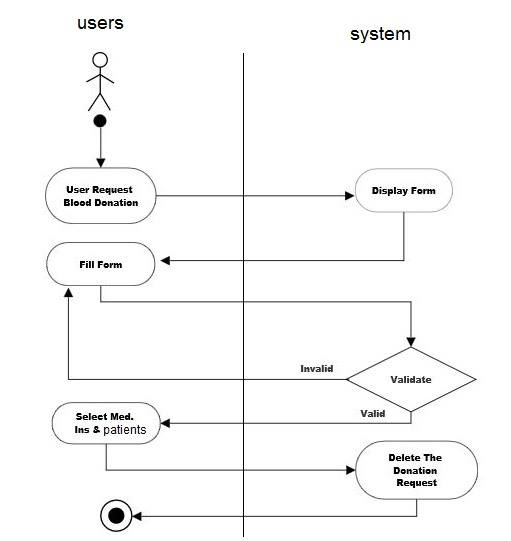 users
system
User Request
Blood Donation
Display Form
Fill Form
Invalid
Validate
Valid
Select Med.
Ins & patients
Delete The
Donation
Request